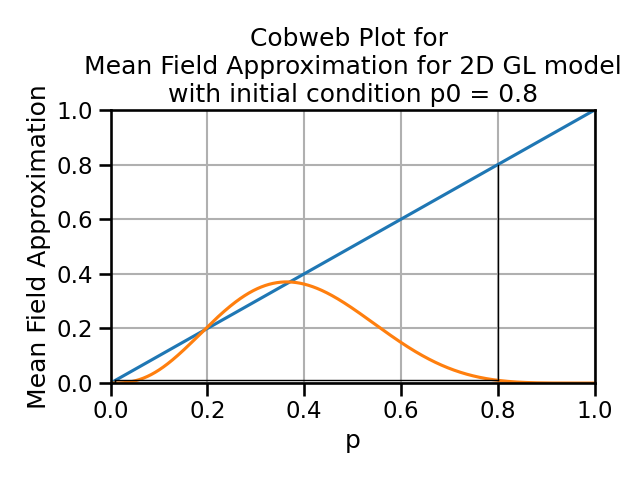 Cobweb Plot for
Mean Field Approximation for 2D GL model
with initial condition p0 = 0.8
Mean Field Approximation
1.0
0.8
0.6
0.4
0.2
0.0
0.0 0.2 0.4 0.6 0.8 1.0
p